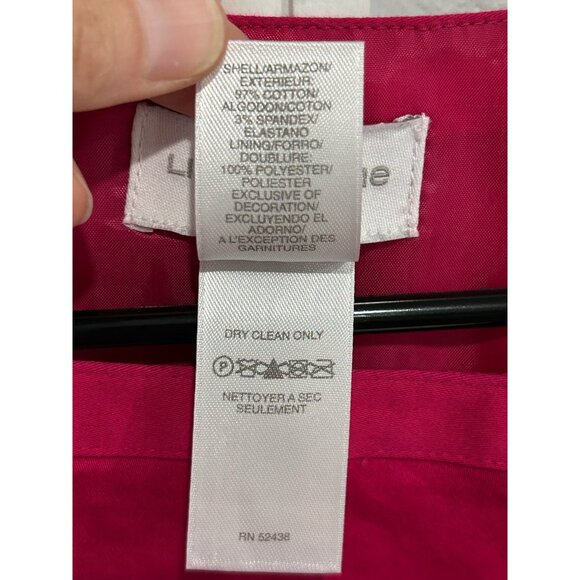 SHELL/ARMAZON/
EXTERIEUR:
97% COTTON/
ALGODON/COTON
3% SPANDEX/
ELASTANO
LINING/FORRO/
DOUBLURE:
100% POLYESTER/
POLIESTER
EXCLUSIVE OF
DECORATION/
EXCLUYENDO EL
ADORNO/
A L'EXCEPTION DES
GARNITURES
DRY CLEAN ONLY
P
NETTOYER A SEC
SEULEMENT
RN 52438